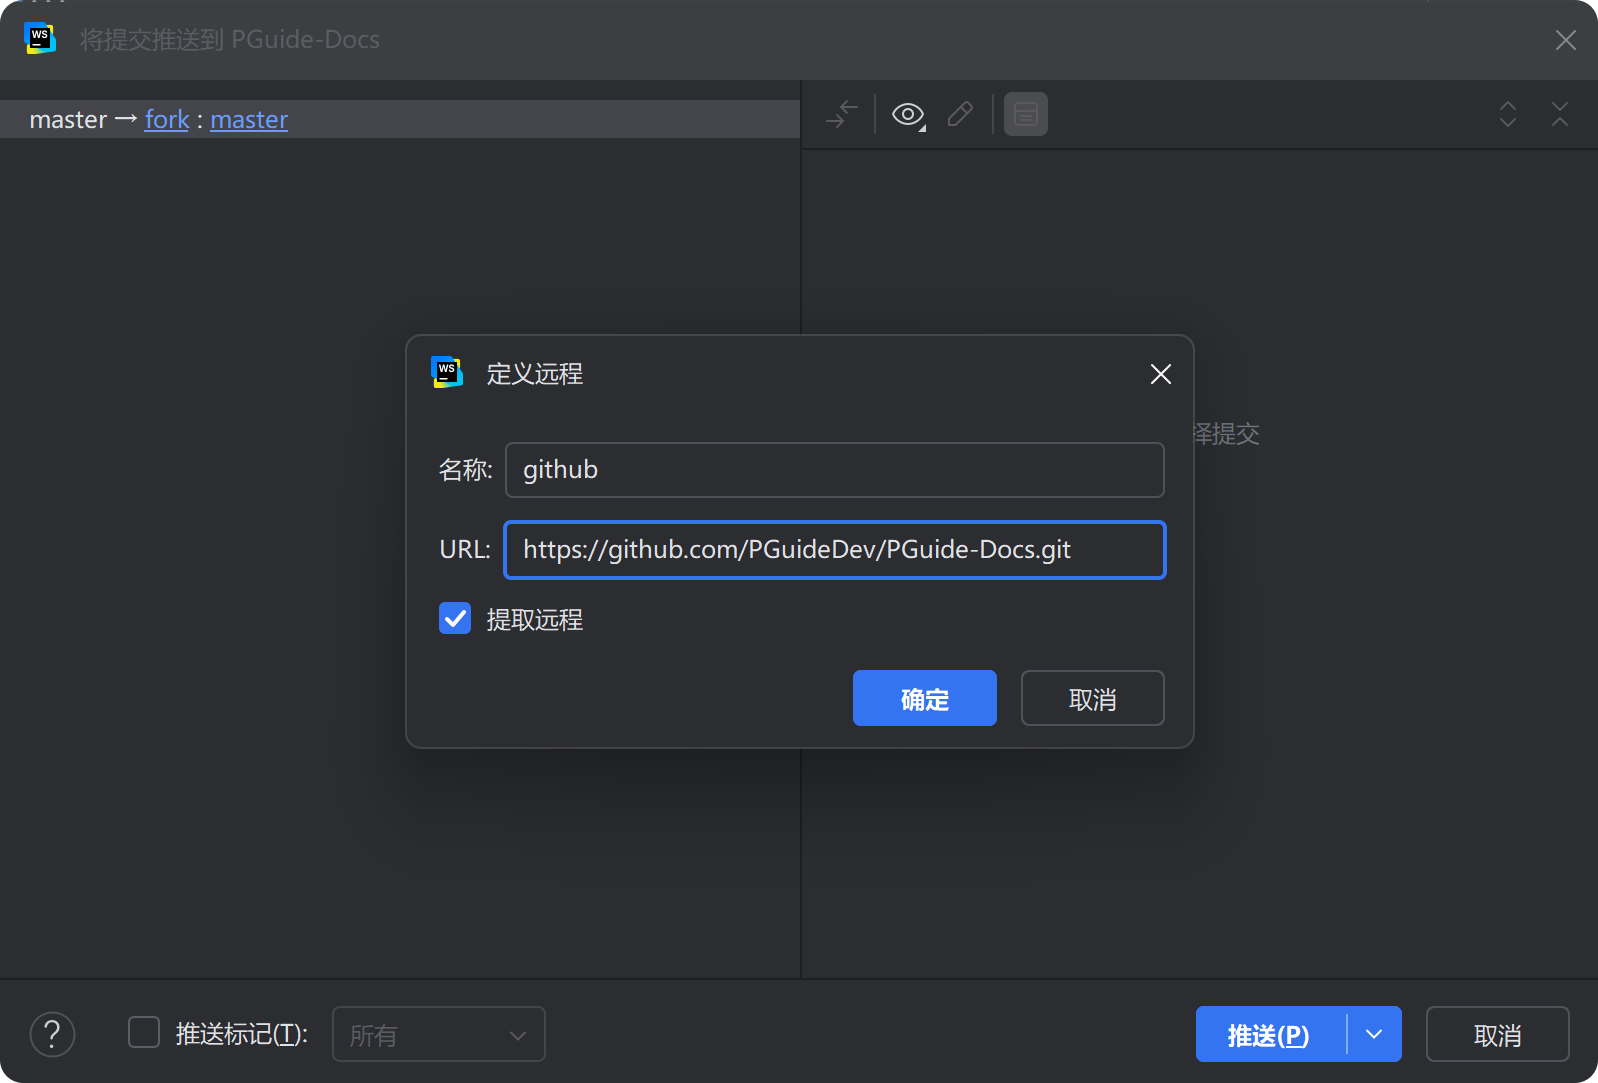 WS
将提交推送到 PGuide-Docs
master → fork : master
择提交
WS
定义远程
名称: github
URL: https://github.com/PGuideDev/PGuide-Docs.git
提取远程
确定 取消
? 推送标记(T): 所有 推送(P) 取消